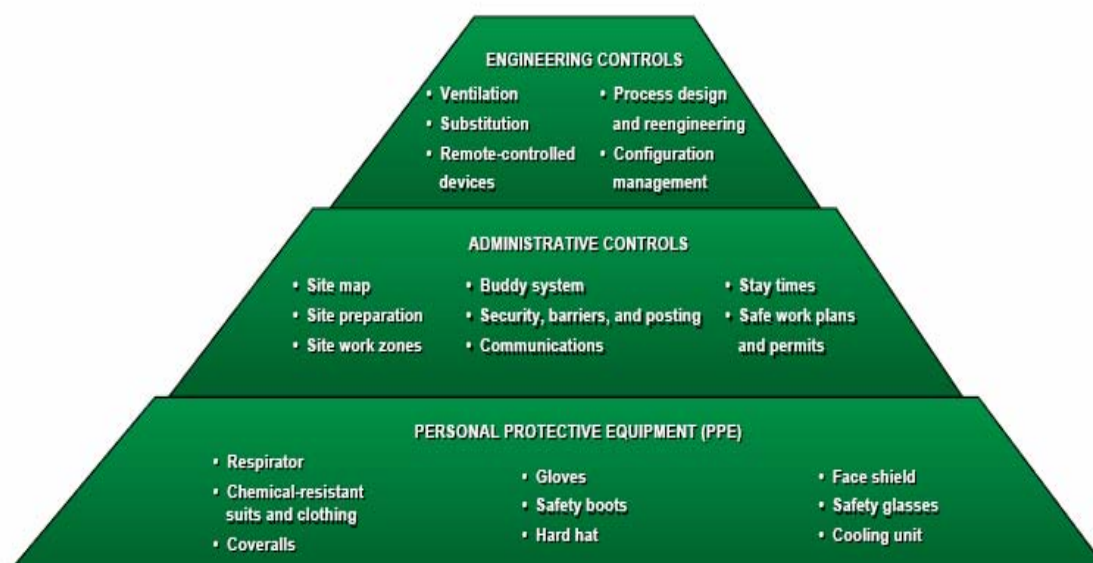 ENGINEERING CONTROLS
• Ventilation
• Substitution
• Remote-controlled
devices
• Process design
and reengineering
• Configuration
management
ADMINISTRATIVE CONTROLS
• Site map
• Site preparation
• Site work zones
• Buddy system
• Security, barriers, and posting
• Communications
• Stay times
• Safe work plans
and permits
PERSONAL PROTECTIVE EQUIPMENT (PPE)
• Respirator
• Chemical-resistant
suits and clothing
• Coveralls
• Gloves
• Safety boots
• Hard hat
• Face shield
• Safety glasses
• Cooling unit